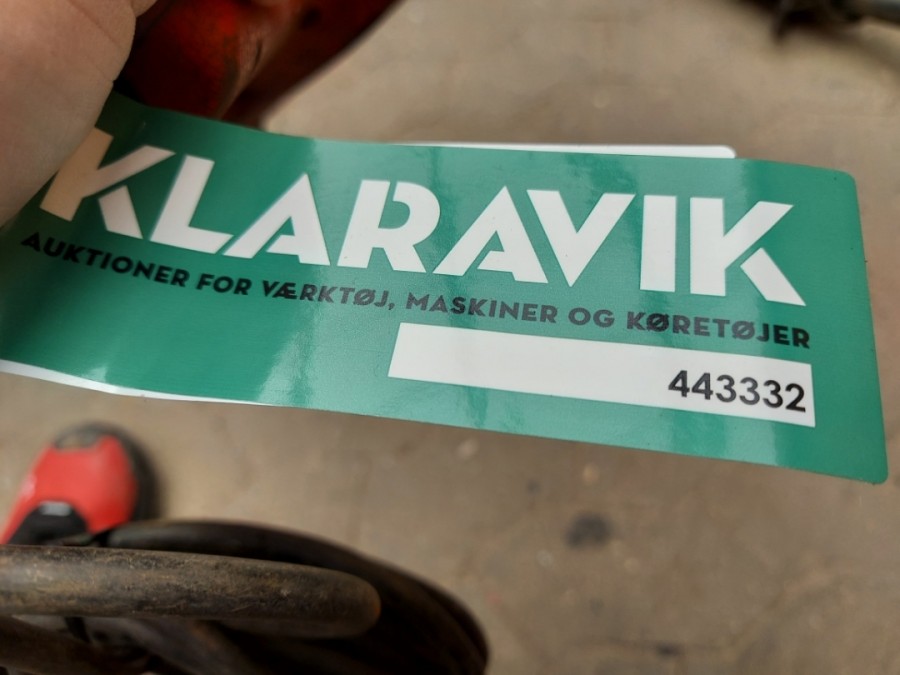 KLARAVIK
AUKTIONER FOR VÆRKTØJ, MASKINER OG KØRETØJER
443332